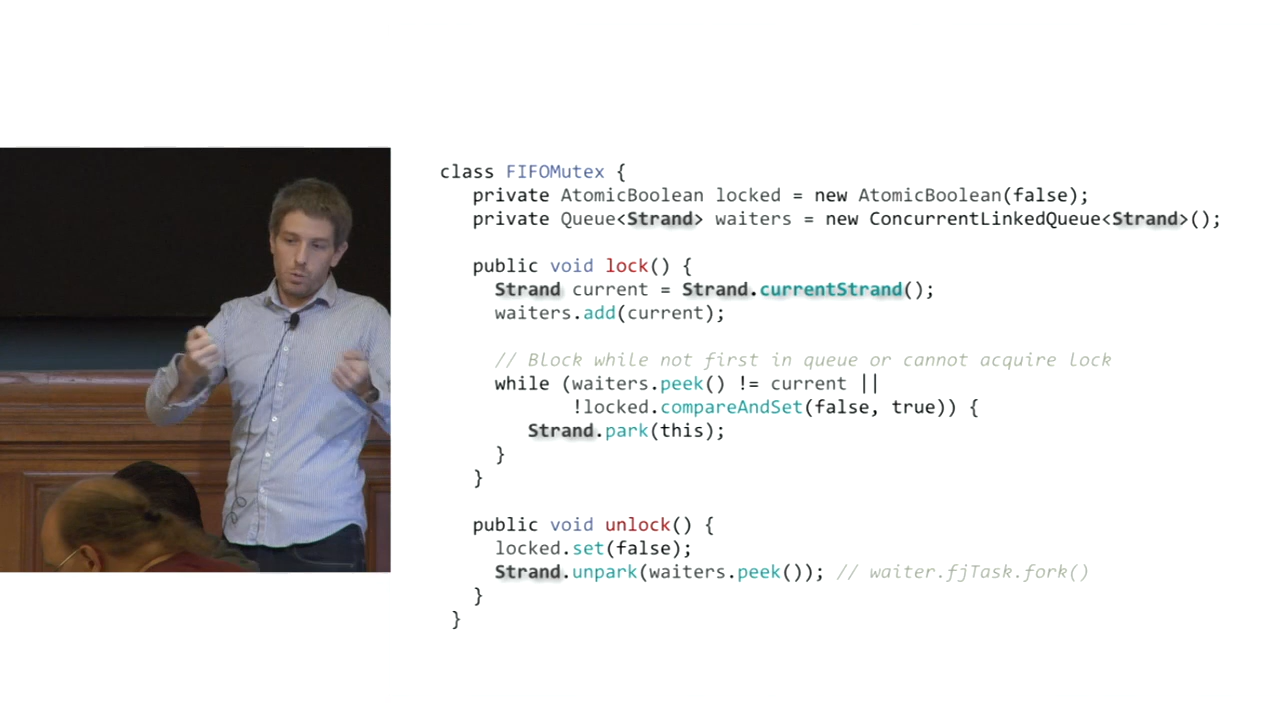 class FIFOMutex {
private AtomicBoolean locked = new AtomicBoolean(false);
private Queue<Strand> waiters = new ConcurrentLinkedQueue<Strand>();
public void lock() {
Strand current = Strand.currentStrand();
waiters.add(current);
// Block while not first in queue or cannot acquire lock
while (waiters.peek() != current ||
!locked.compareAndSet(false, true)) {
Strand.park(this);
}
}
public void unlock() {
locked.set(false);
Strand.unpark(waiters.peek()); // waiter.fjTask.fork()
}
}